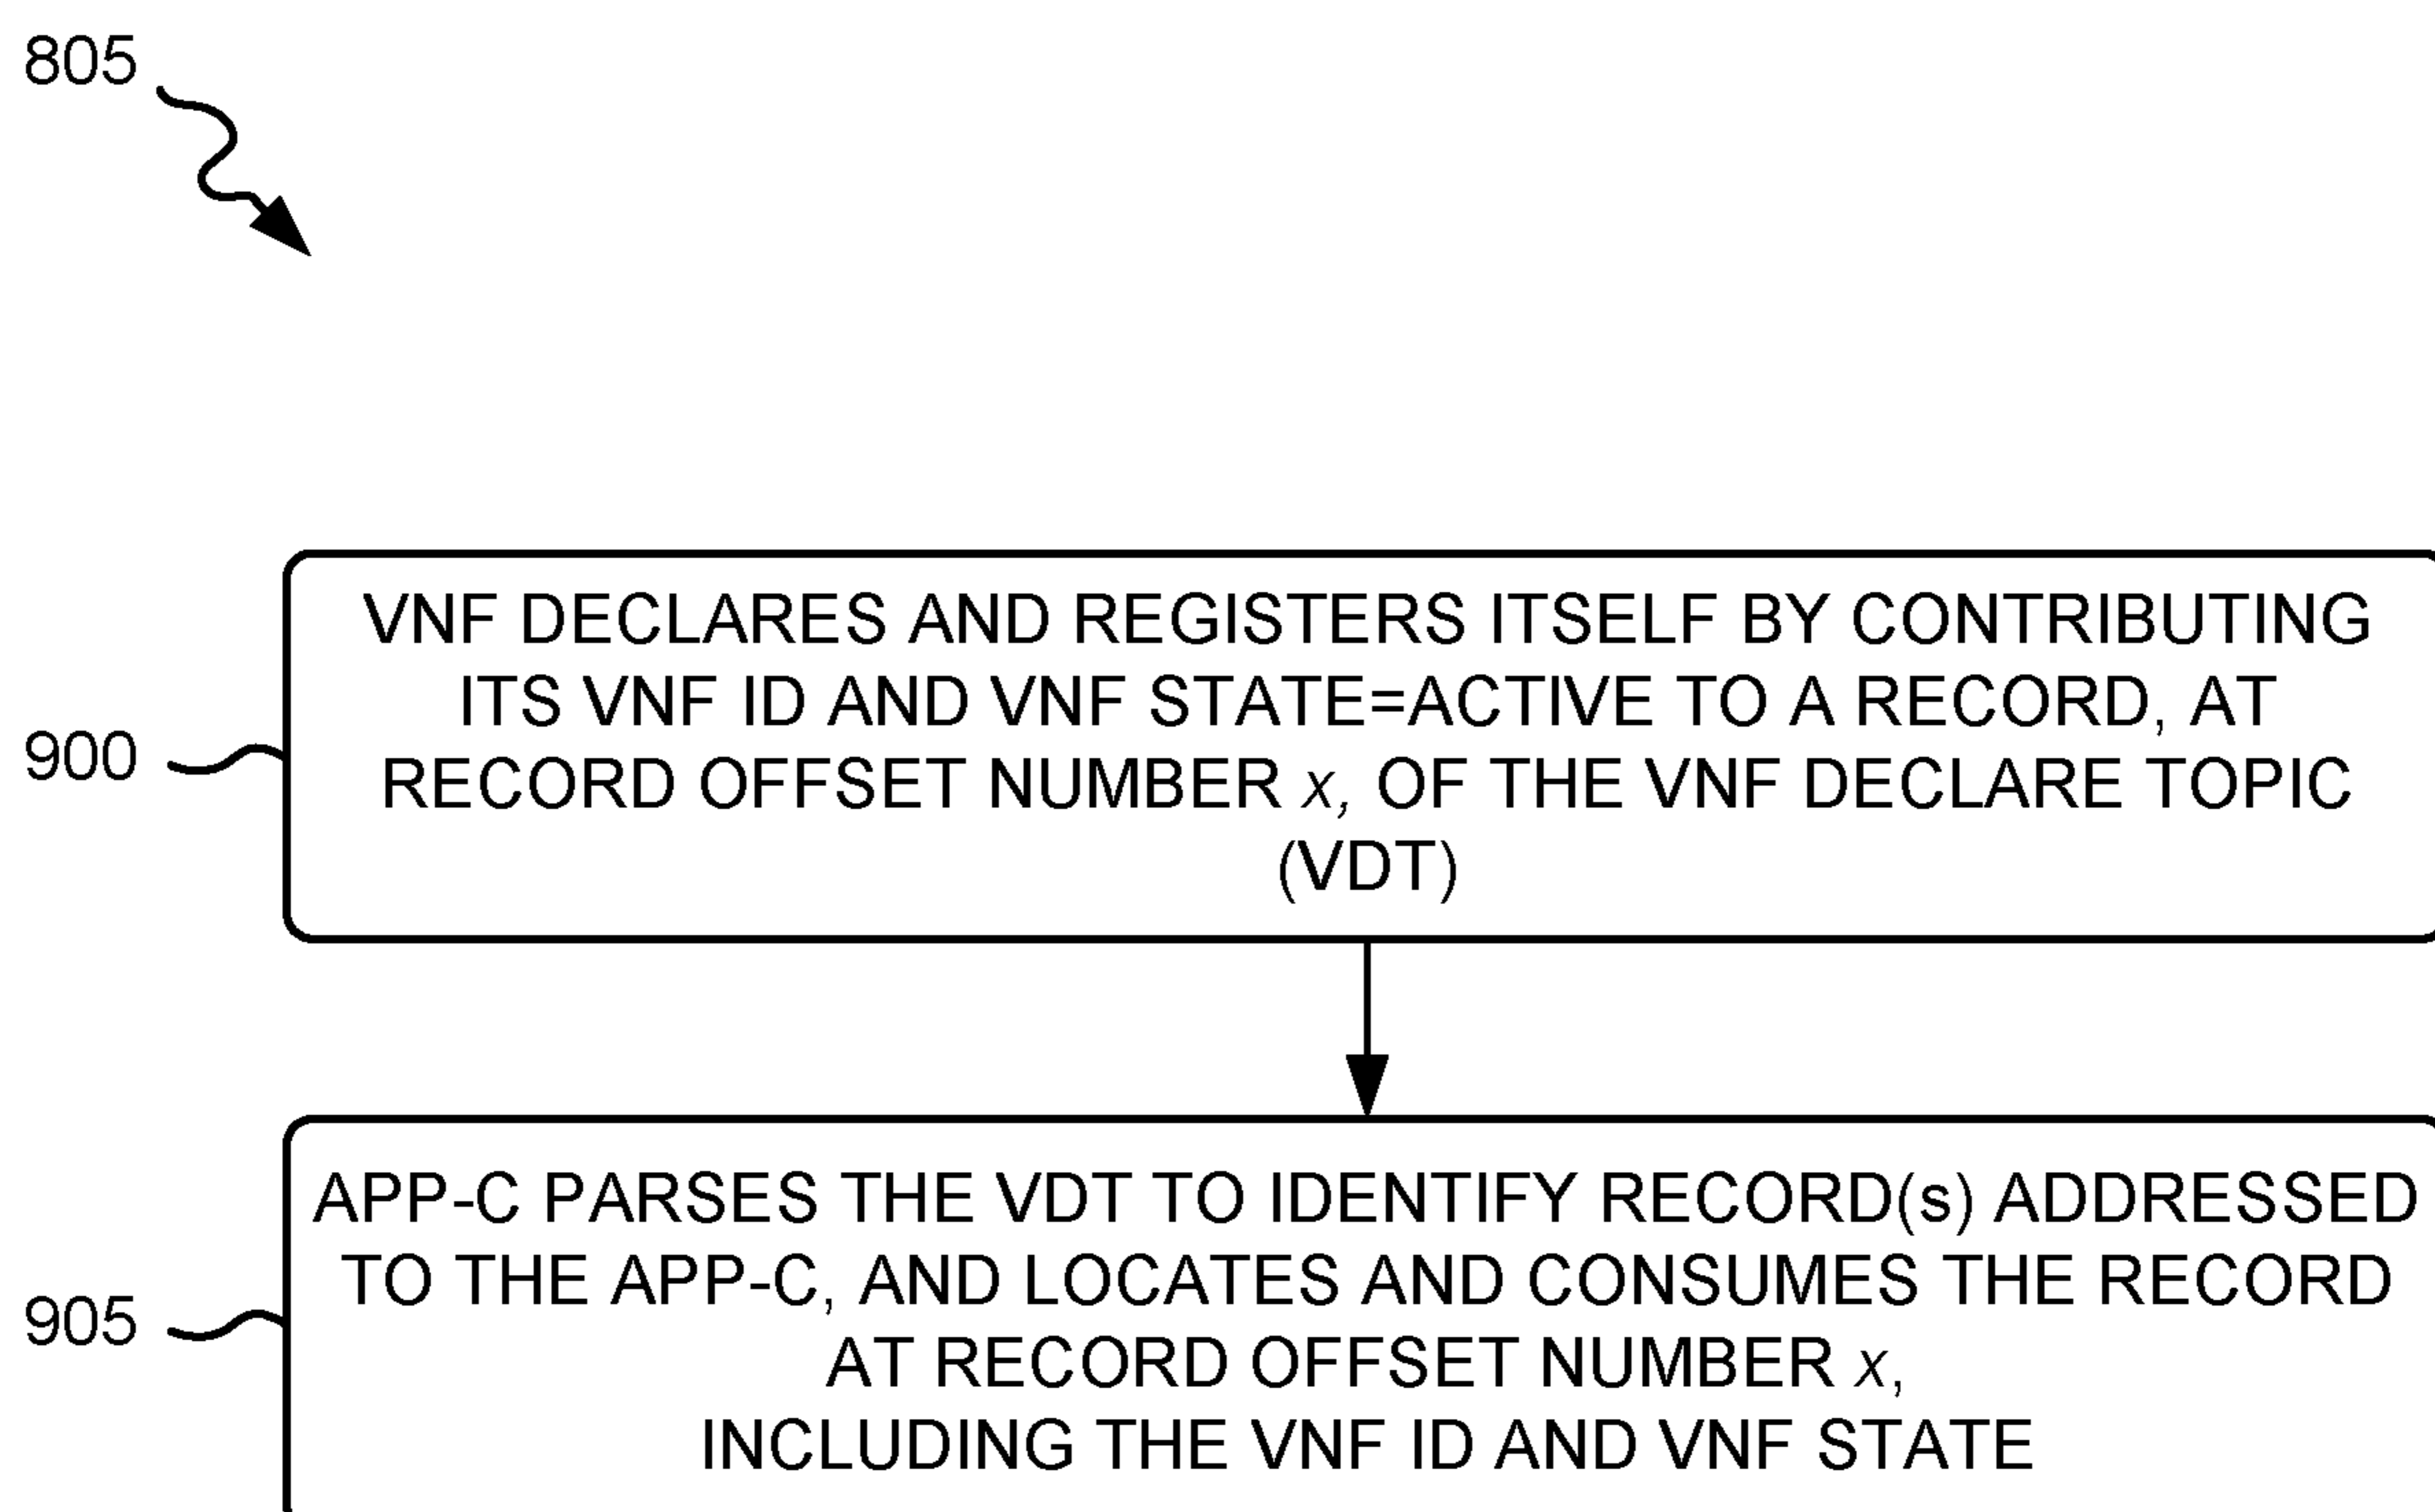 805
VNF DECLARES AND REGISTERS ITSELF BY CONTRIBUTING
ITS VNF ID AND VNF STATE=ACTIVE TO A RECORD, AT
RECORD OFFSET NUMBER x, OF THE VNF DECLARE TOPIC
(VDT)
900
APP-C PARSES THE VDT TO IDENTIFY RECORD(s) ADDRESSED
TO THE APP-C, AND LOCATES AND CONSUMES THE RECORD
AT RECORD OFFSET NUMBER x,
INCLUDING THE VNF ID AND VNF STATE
905